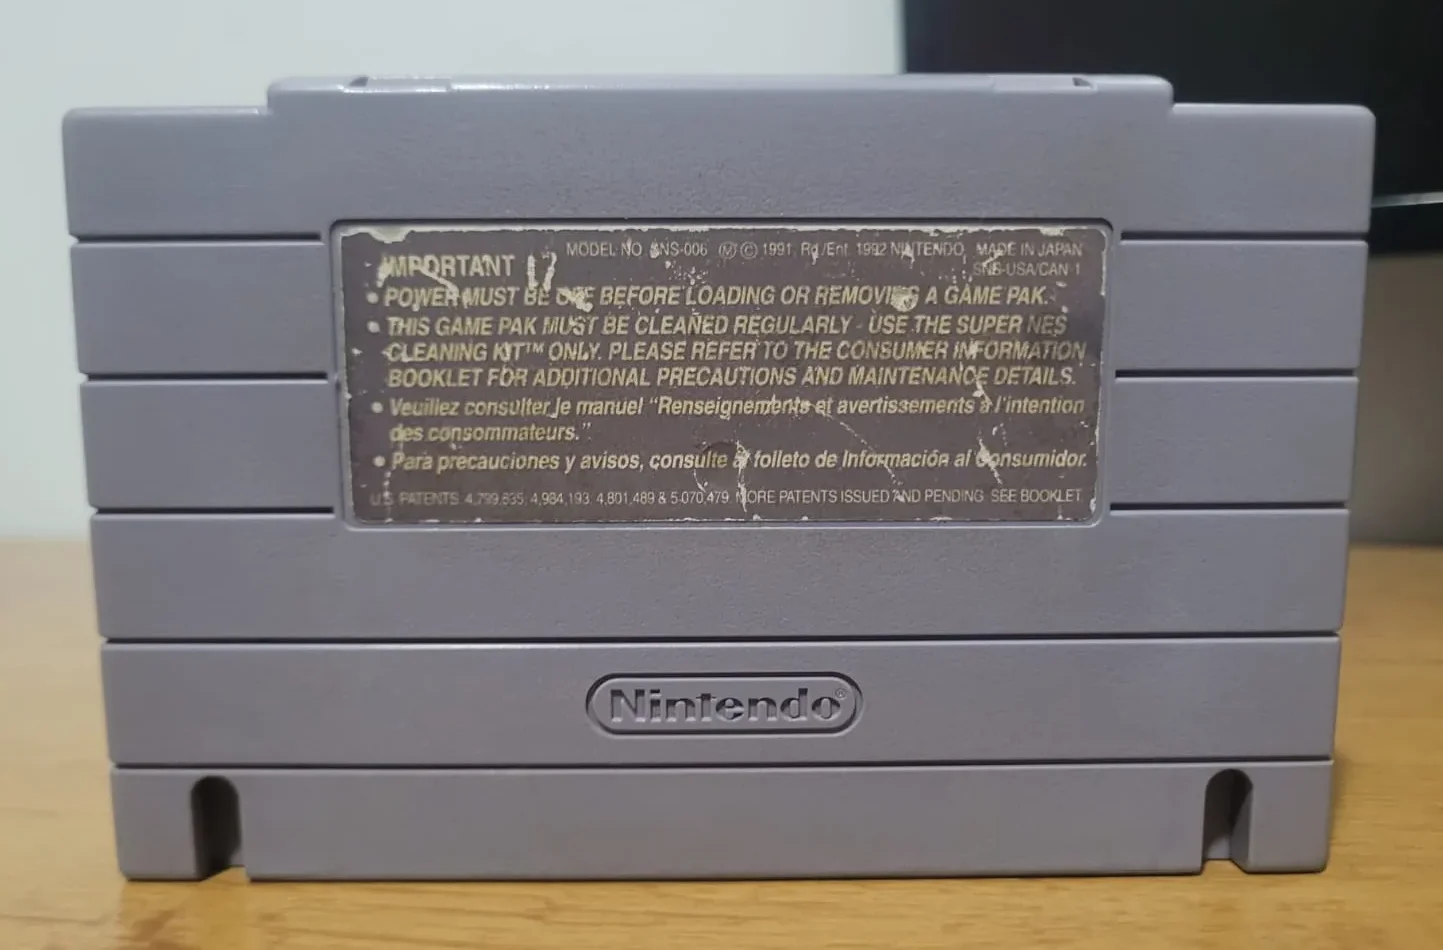 MODEL NO. SNS-006 Ⓜ © 1991, Rd./Ent. 1992 NINTENDO, MADE IN JAPAN
IMPORTANT SNS-USA/CAN-1
• POWER MUST BE OFF BEFORE LOADING OR REMOVING A GAME PAK.
• THIS GAME PAK MUST BE CLEANED REGULARLY - USE THE SUPER NES
CLEANING KIT™ ONLY. PLEASE REFER TO THE CONSUMER INFORMATION
BOOKLET FOR ADDITIONAL PRECAUTIONS AND MAINTENANCE DETAILS.
• Veuillez consulter le manuel "Renseignements et avertissements à l'intention
des consommateurs."
• Para precauciones y avisos, consulte el folleto de Información al Consumidor.
U.S. PATENTS: 4,799,635; 4,984,193; 4,801,489 & 5,070,479. MORE PATENTS ISSUED AND PENDING. SEE BOOKLET
Nintendo®